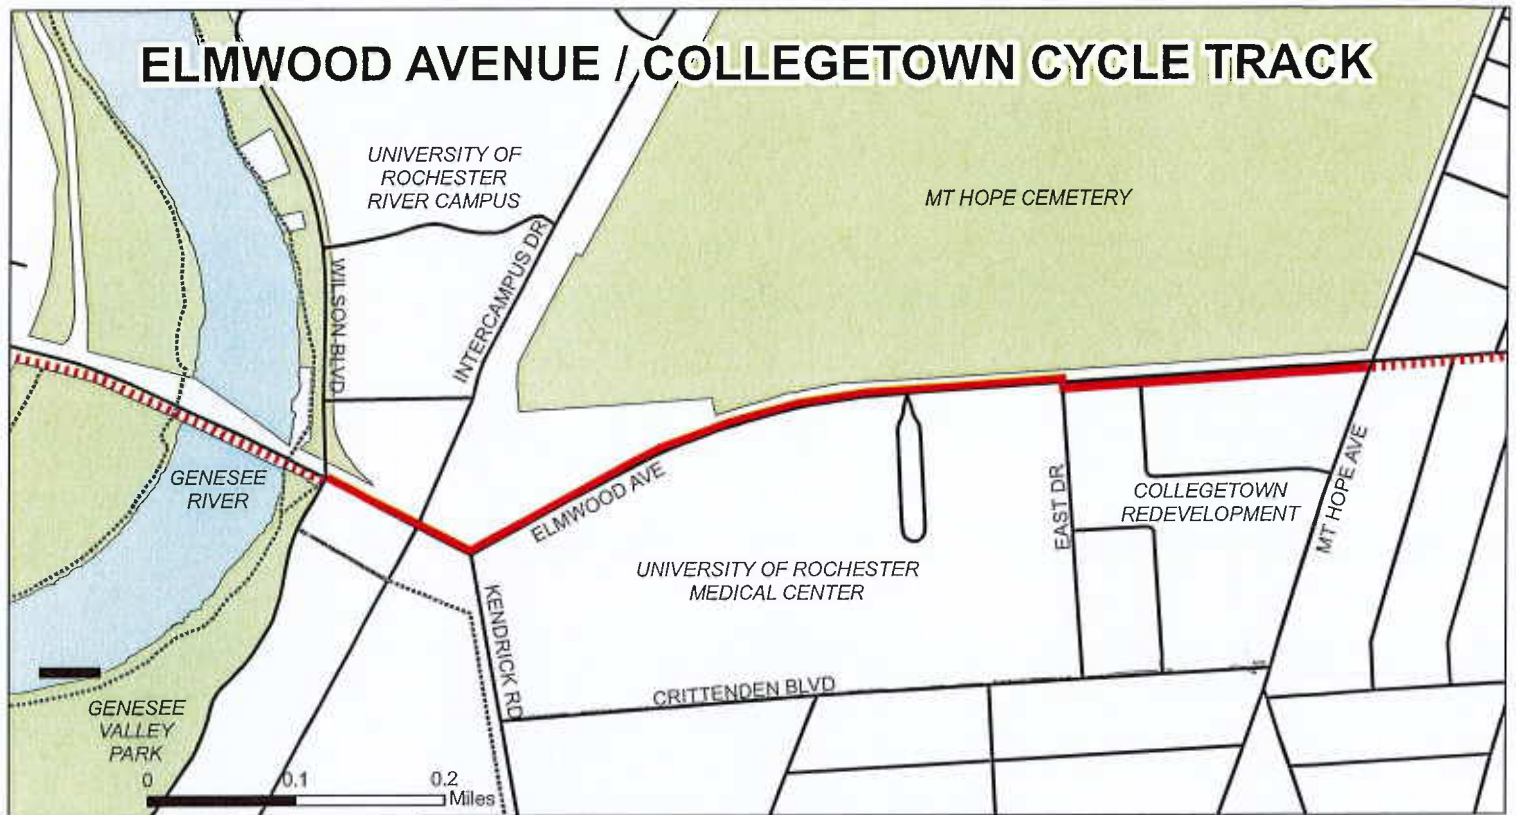 ELMWOOD AVENUE / COLLEGETOWN CYCLE TRACK
UNIVERSITY OF
ROCHESTER
RIVER CAMPUS
MT HOPE CEMETERY
WILSON BLVD
INTERCAMPUS DR
GENESEE
RIVER
ELMWOOD AVE
EAST DR
COLLEGETOWN
REDEVELOPMENT
MT HOPE AVE
UNIVERSITY OF ROCHESTER
MEDICAL CENTER
KENDRICK RD
CRITTENDEN BLVD
GENESEE
VALLEY
PARK
0 0.1 0.2
Miles